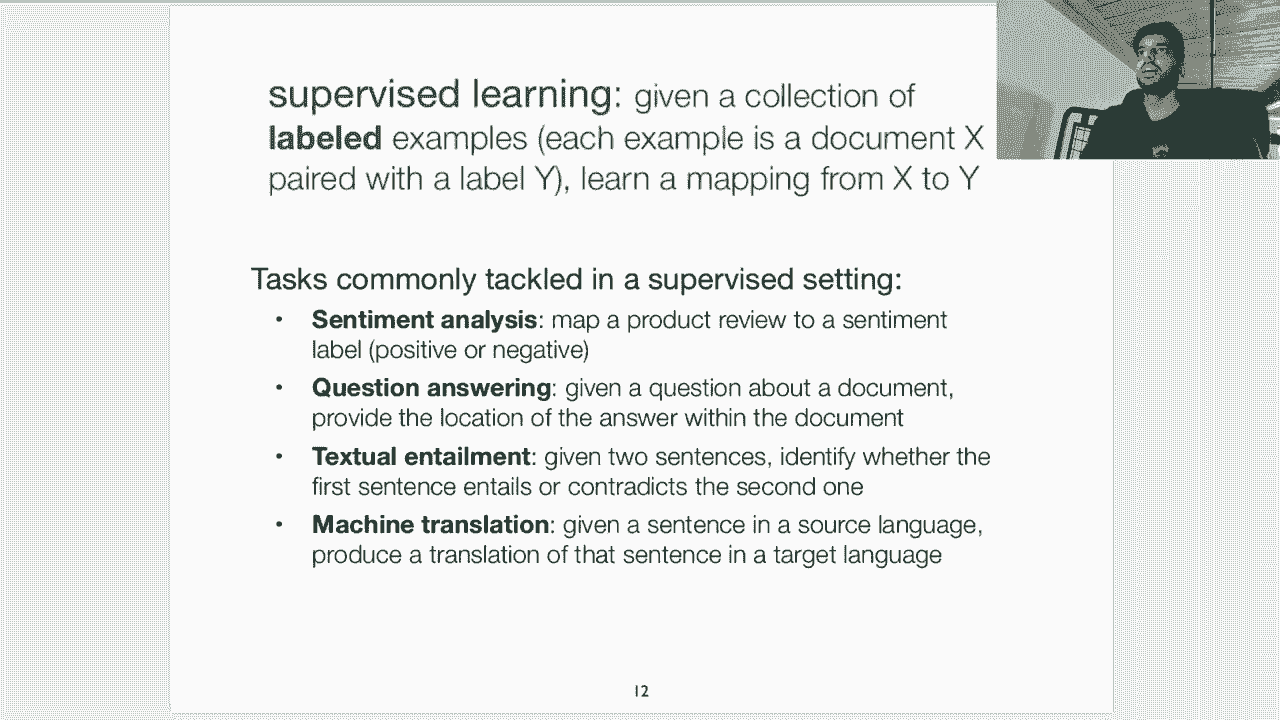 supervised learning: given a collection of
labeled examples (each example is a document X
paired with a label Y), learn a mapping from X to Y
Tasks commonly tackled in a supervised setting:
• Sentiment analysis: map a product review to a sentiment
label (positive or negative)
• Question answering: given a question about a document,
provide the location of the answer within the document
• Textual entailment: given two sentences, identify whether the
first sentence entails or contradicts the second one
• Machine translation: given a sentence in a source language,
produce a translation of that sentence in a target language
12